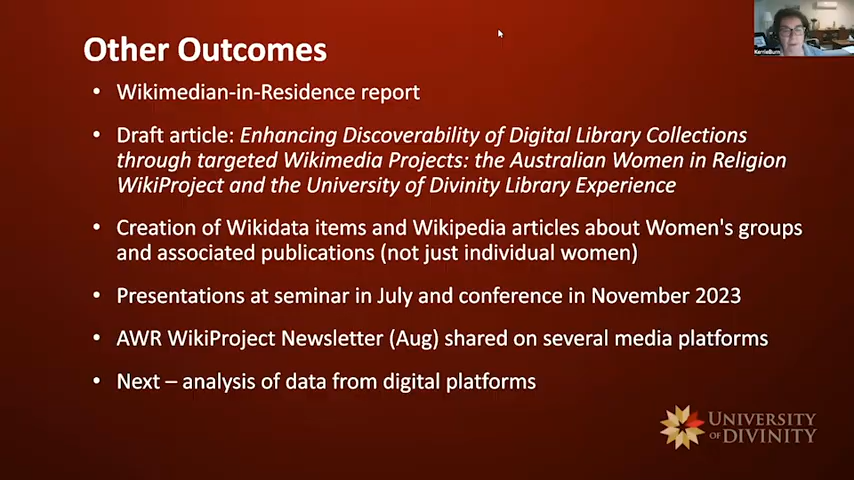 Other Outcomes
• Wikimedian-in-Residence report
• Draft article: Enhancing Discoverability of Digital Library Collections
through targeted Wikimedia Projects: the Australian Women in Religion
WikiProject and the University of Divinity Library Experience
• Creation of Wikidata items and Wikipedia articles about Women's groups
and associated publications (not just individual women)
• Presentations at seminar in July and conference in November 2023
• AWR WikiProject Newsletter (Aug) shared on several media platforms
• Next – analysis of data from digital platforms
UNIVERSITY
OF DIVINITY